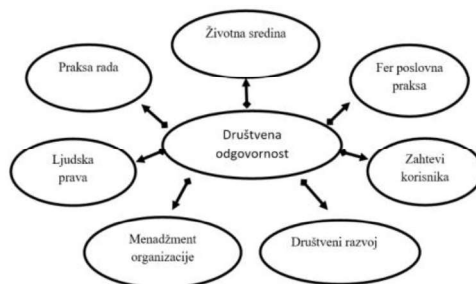 Životna sredina
Praksa rada
Fer poslovna
praksa
Društvena
odgovornost
Ljudska
prava
Zahtevi
korisnika
Menadžment
organizacije
Društveni razvoj